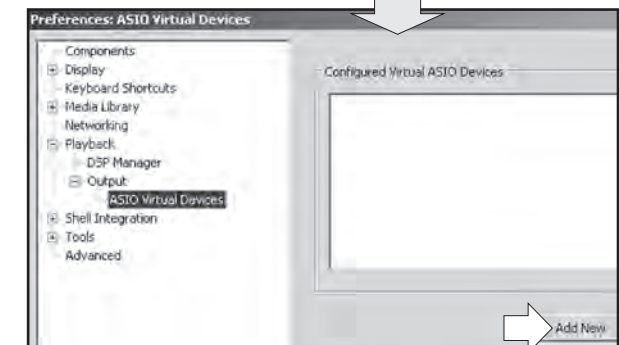 Preferences: ASIO Virtual Devices
Components
Display
Keyboard Shortcuts
Media Library
Networking
Playback
DSP Manager
Output
ASIO Virtual Devices
Shell Integration
Tools
Advanced
Configured Virtual ASIO Devices
Add New